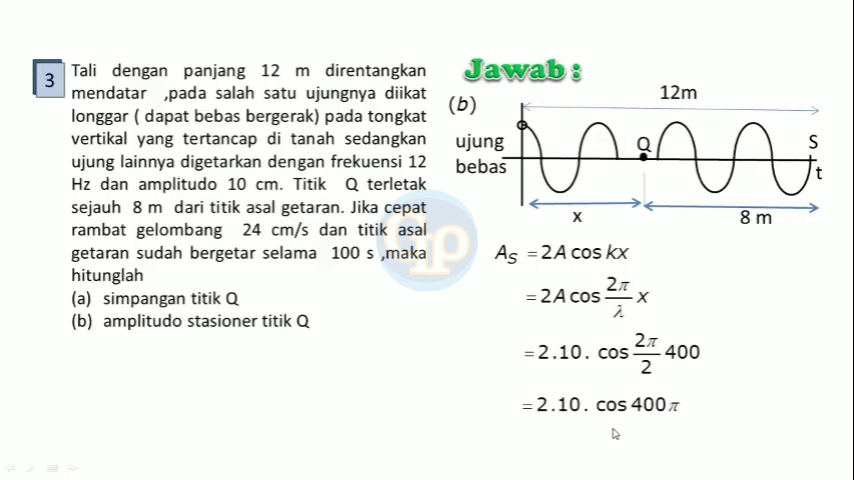 3
Tali dengan panjang 12 m direntangkan
mendatar ,pada salah satu ujungnya diikat
longgar ( dapat bebas bergerak) pada tongkat
vertikal yang tertancap di tanah sedangkan
ujung lainnya digetarkan dengan frekuensi 12
Hz dan amplitudo 10 cm. Titik Q terletak
sejauh 8 m dari titik asal getaran. Jika cepat
rambat gelombang 24 cm/s dan titik asal
getaran sudah bergetar selama 100 s ,maka
hitunglah
(a) simpangan titik Q
(b) amplitudo stasioner titik Q
Jawab :
(b)
12m
ujung
bebas
Q
S
t
x
8 m
A_S = 2A cos kx
= 2A cos 2π/λ x
= 2.10. cos 2π/2 400
= 2.10. cos 400π